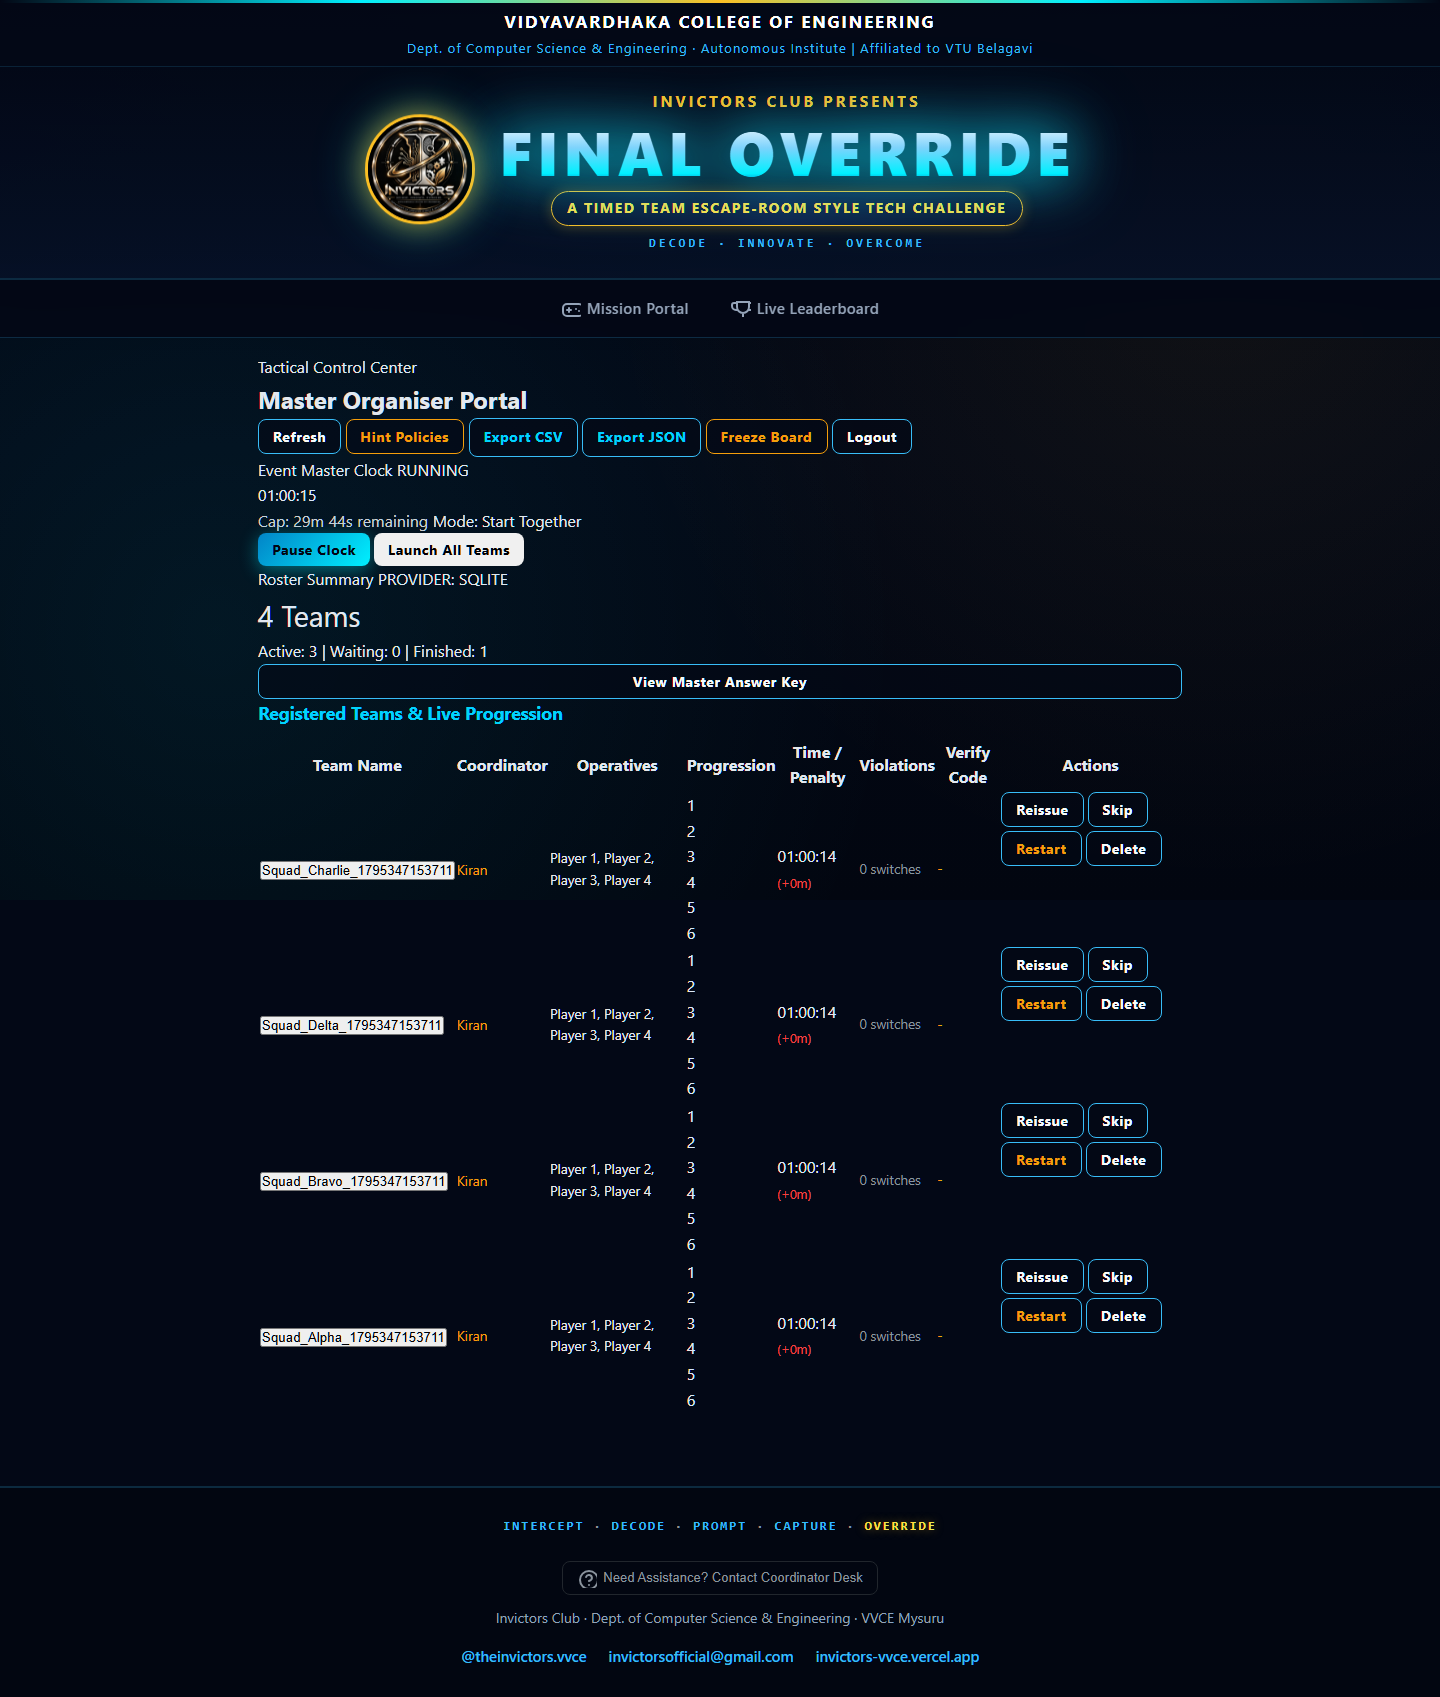 VIDYAVARDHAKA COLLEGE OF ENGINEERING
Dept. of Computer Science & Engineering · Autonomous Institute | Affiliated to VTU Belagavi
INVICTORS CLUB PRESENTS
INVICTORS
FINAL OVERRIDE
A TIMED TEAM ESCAPE-ROOM STYLE TECH CHALLENGE
DECODE · INNOVATE · OVERCOME
Mission Portal Live Leaderboard
Tactical Control Center
Master Organiser Portal
Refresh Hint Policies Export CSV Export JSON Freeze Board Logout
Event Master Clock RUNNING
01:00:15
Cap: 29m 44s remaining Mode: Start Together
Pause Clock Launch All Teams
Roster Summary PROVIDER: SQLITE
4 Teams
Active: 3 | Waiting: 0 | Finished: 1
View Master Answer Key
Registered Teams & Live Progression
Team Name Coordinator Operatives Progression Time / Penalty Violations Verify Code Actions
Squad_Charlie_1795347153711 Kiran Player 1, Player 2, Player 3, Player 4
1
2
3
4
5
6
01:00:14
(+0m)
0 switches -
Reissue Skip
Restart Delete
Squad_Delta_1795347153711 Kiran Player 1, Player 2, Player 3, Player 4
1
2
3
4
5
6
01:00:14
(+0m)
0 switches -
Reissue Skip
Restart Delete
Squad_Bravo_1795347153711 Kiran Player 1, Player 2, Player 3, Player 4
1
2
3
4
5
6
01:00:14
(+0m)
0 switches -
Reissue Skip
Restart Delete
Squad_Alpha_1795347153711 Kiran Player 1, Player 2, Player 3, Player 4
1
2
3
4
5
6
01:00:14
(+0m)
0 switches -
Reissue Skip
Restart Delete
INTERCEPT · DECODE · PROMPT · CAPTURE · OVERRIDE
Need Assistance? Contact Coordinator Desk
Invictors Club · Dept. of Computer Science & Engineering · VVCE Mysuru
@theinvictors.vvce invictorsofficial@gmail.com invictors-vvce.vercel.app